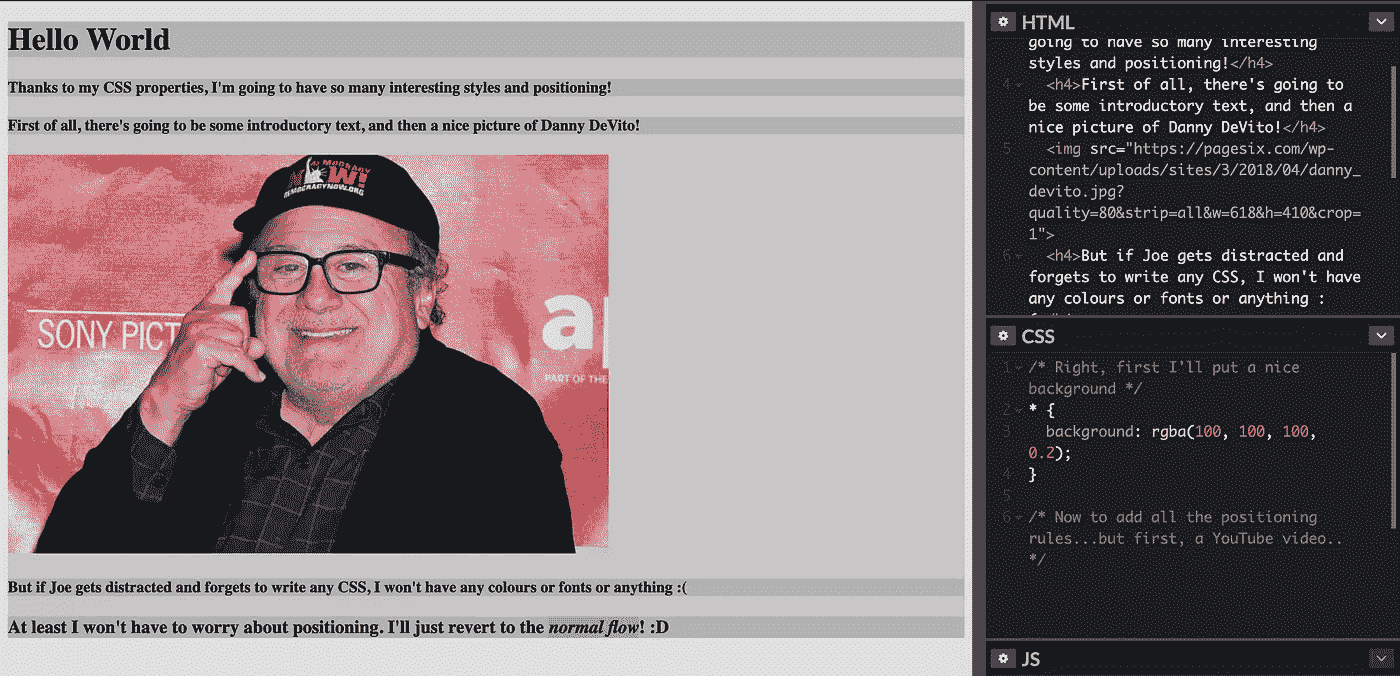 Hello World
Thanks to my CSS properties, I'm going to have so many interesting styles and positioning!
First of all, there's going to be some introductory text, and then a nice picture of Danny DeVito!
NOW!
DEMOCRACYNOW.ORG
SONY PICT
a
PART OF THE
But if Joe gets distracted and forgets to write any CSS, I won't have any colours or fonts or anything :(
At least I won't have to worry about positioning. I'll just revert to the normal flow! :D
HTML
going to have so many interesting
styles and positioning!</h4>
4 <h4>First of all, there's going to
be some introductory text, and then a
nice picture of Danny DeVito!</h4>
5 <img src="https://pagesix.com/wp-
content/uploads/sites/3/2018/04/danny_
devito.jpg?
quality=80&strip=all&w=618&h=410&crop=
1">
6 <h4>But if Joe gets distracted and
forgets to write any CSS, I won't have
any colours or fonts or anything :
CSS
1 /* Right, first I'll put a nice
background */
2 * {
3 background: rgba(100, 100, 100,
0.2);
4 }
5
6 /* Now to add all the positioning
rules...but first, a YouTube video..
*/
JS